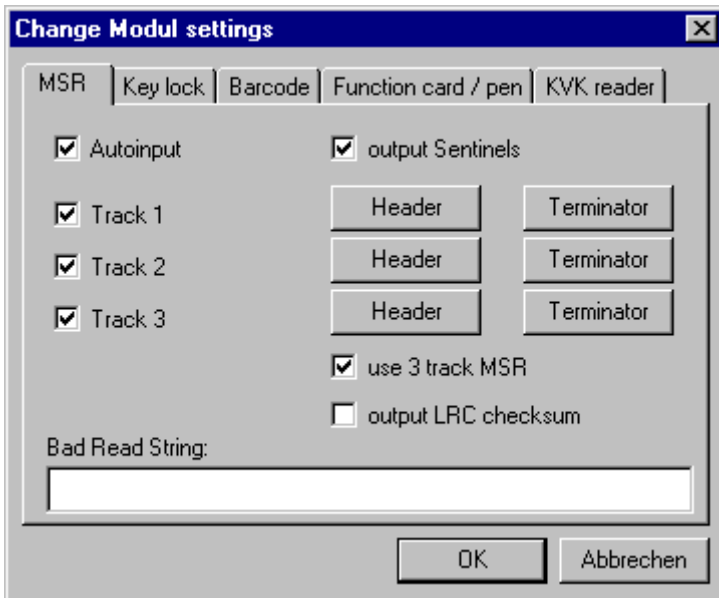 Change Modul settings
MSR Key lock Barcode Function card / pen KVK reader
Autoinput output Sentinels
Track 1 Header Terminator
Track 2 Header Terminator
Track 3 Header Terminator
use 3 track MSR
output LRC checksum
Bad Read String:
OK Abbrechen